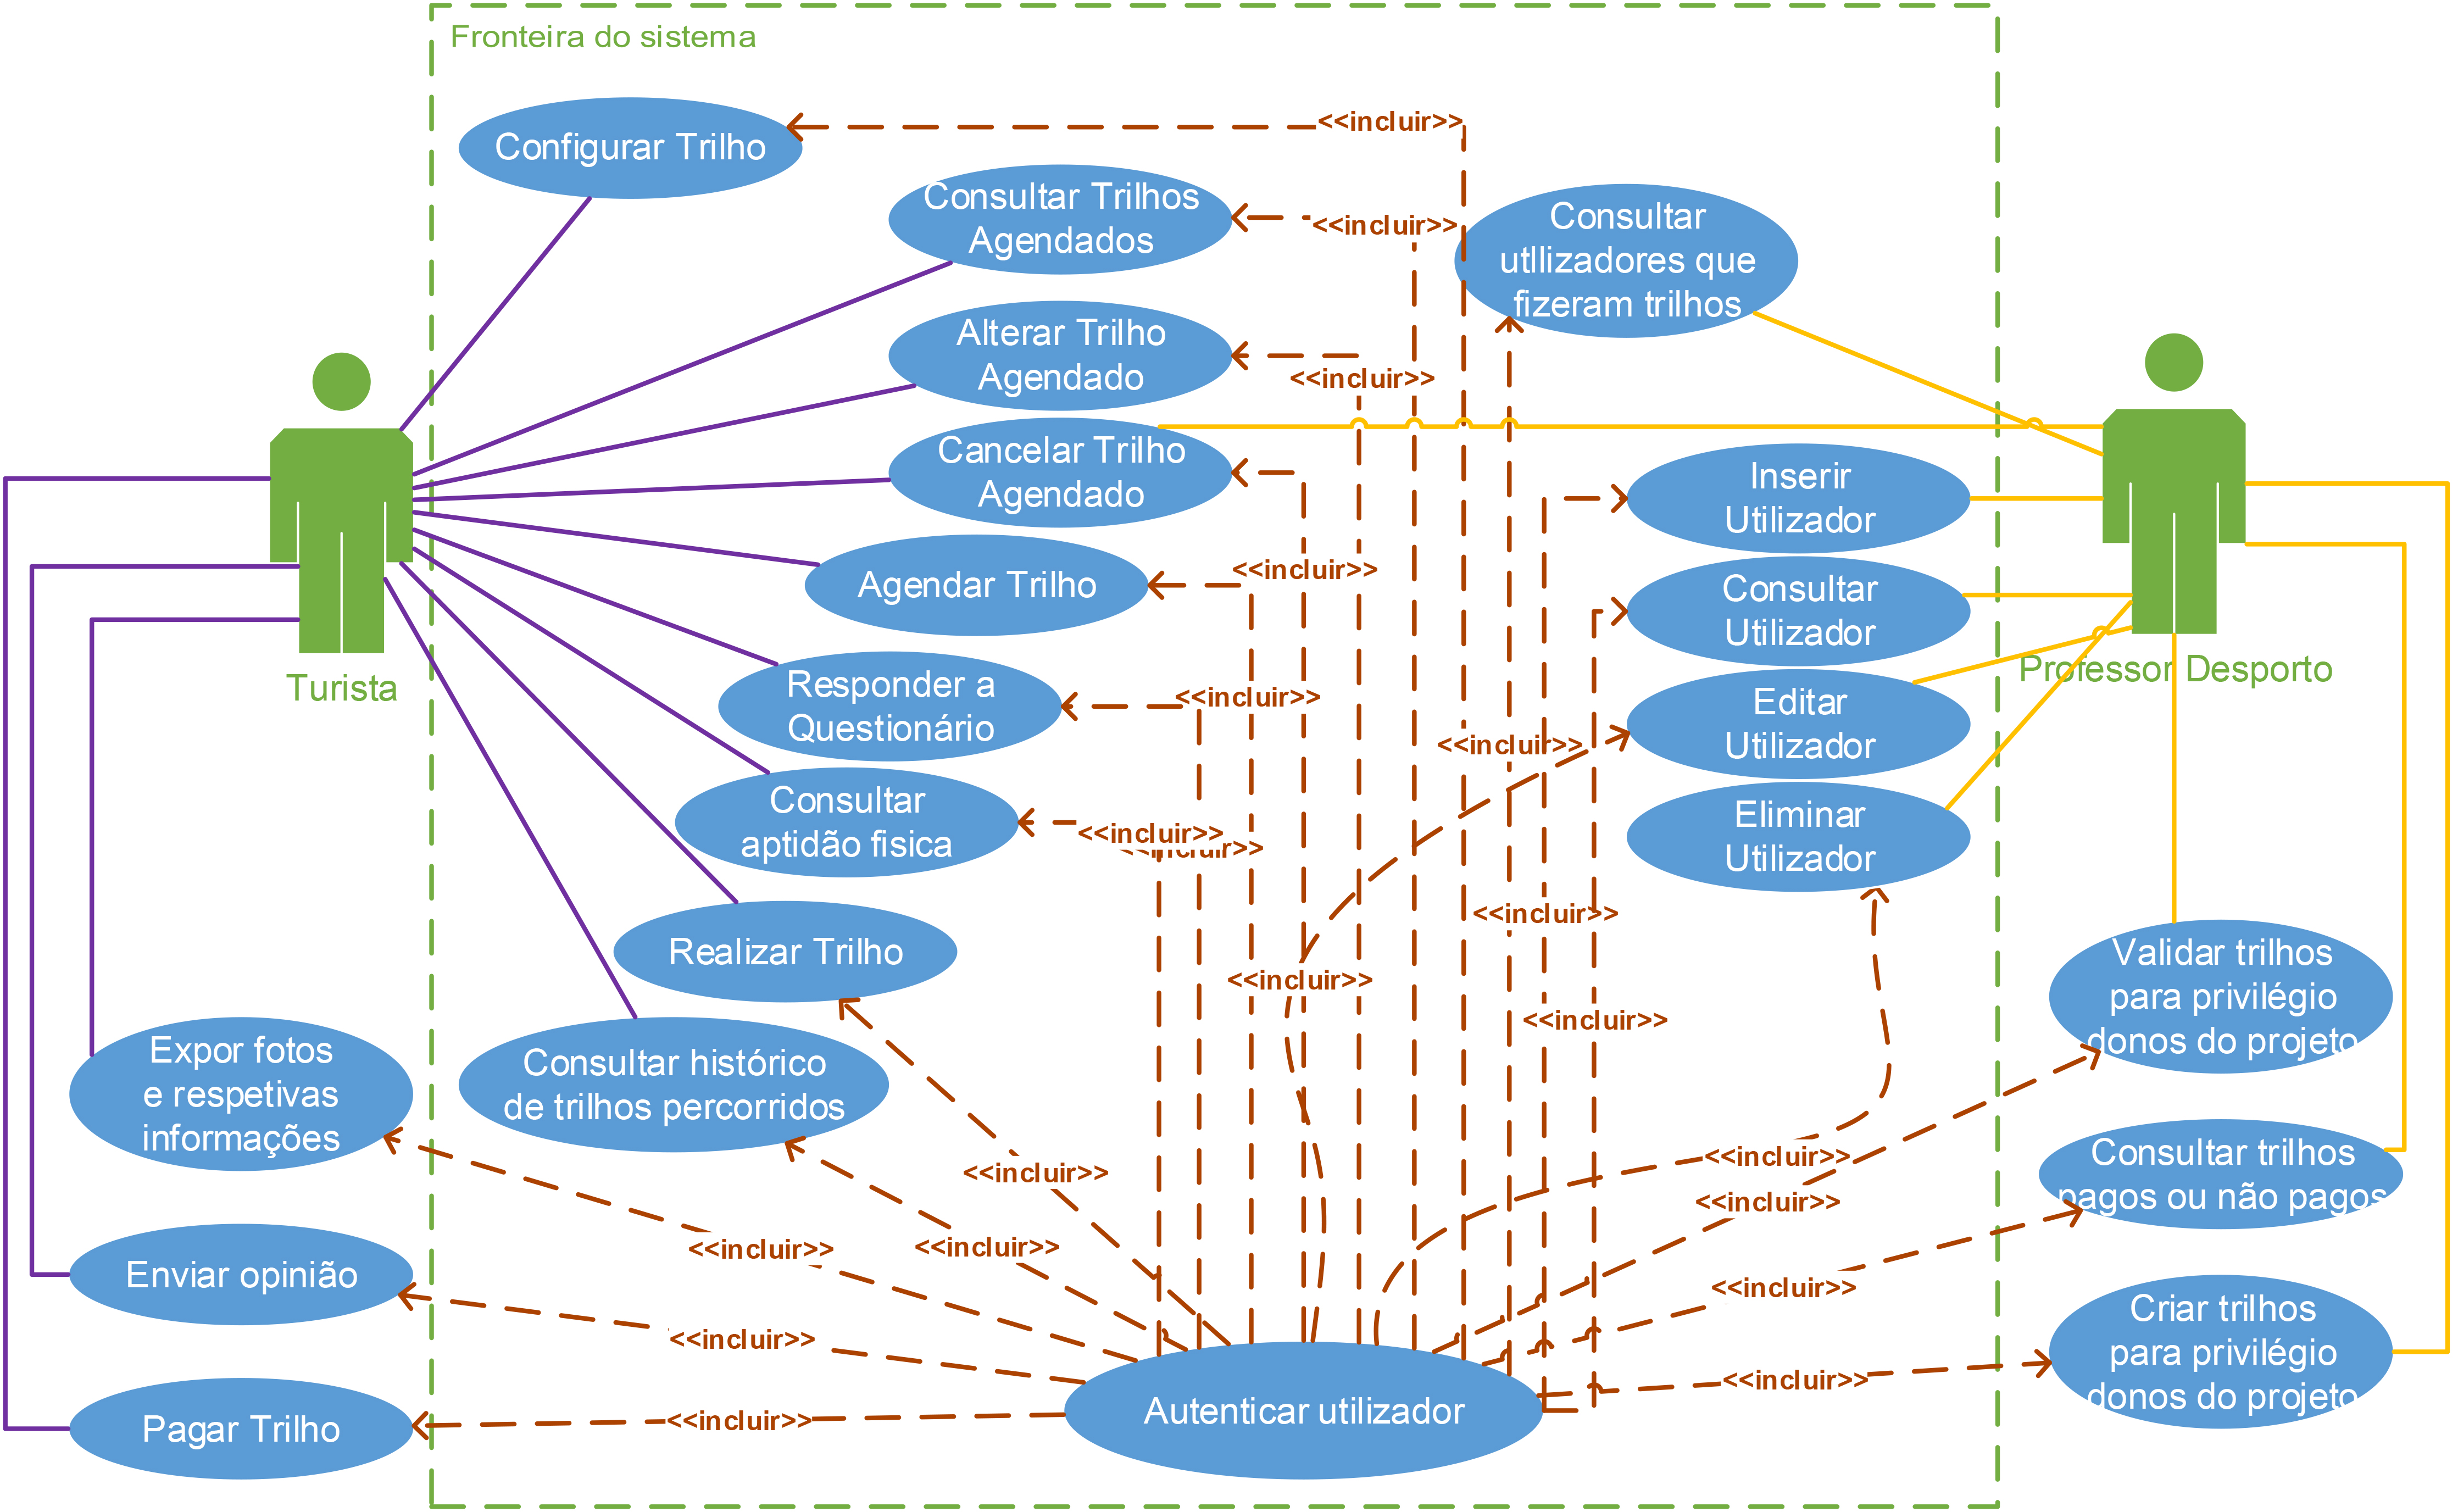 Fronteira do sistema
Configurar Trilho
<<incluir>>
Consultar Trilhos
Agendados
<<incluir>>
Consultar
utllizadores que
fizeram trilhos
Alterar Trilho
Agendado
<<incluir>>
Cancelar Trilho
Agendado
Inserir
Utilizador
Agendar Trilho
<<incluir>>
Consultar
Utilizador
Turista
Professor Desporto
Responder a
Questionário
<<incluir>>
Editar
Utilizador
<<incluir>>
Consultar
aptidão fisica
<<incluir>>
<<incluir>>
Eliminar
Utilizador
<<incluir>>
Realizar Trilho
<<incluir>>
<<incluir>>
Validar trilhos
para privilégio
donos do projeto
Expor fotos
e respetivas
informações
Consultar histórico
de trilhos percorridos
<<incluir>>
<<incluir>>
<<incluir>>
Consultar trilhos
pagos ou não pagos
<<incluir>>
<<incluir>>
<<incluir>>
Enviar opinião
<<incluir>>
Criar trilhos
para privilégio
donos do projeto
<<incluir>>
Pagar Trilho
<<incluir>>
Autenticar utilizador